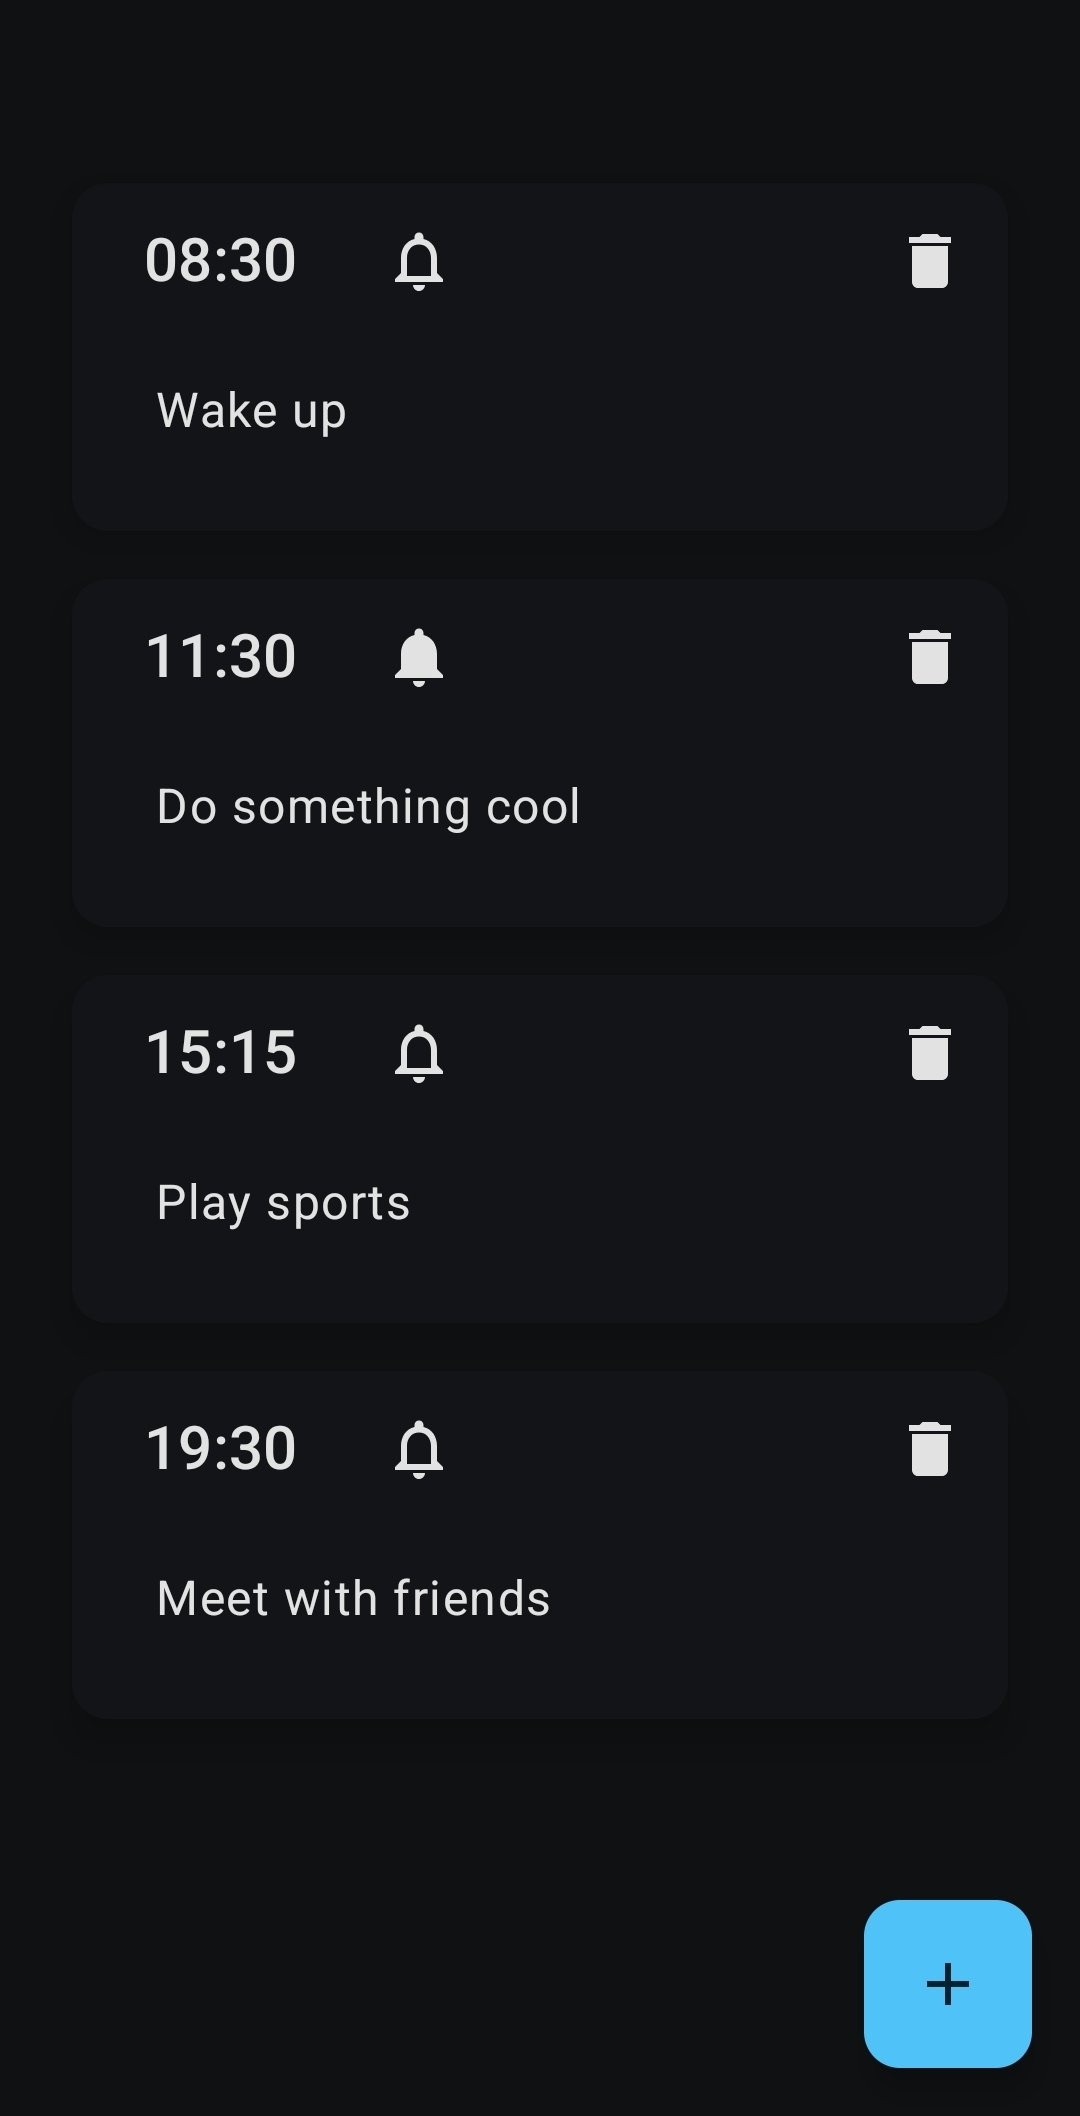 08:30
Wake up
11:30
Do something cool
15:15
Play sports
19:30
Meet with friends